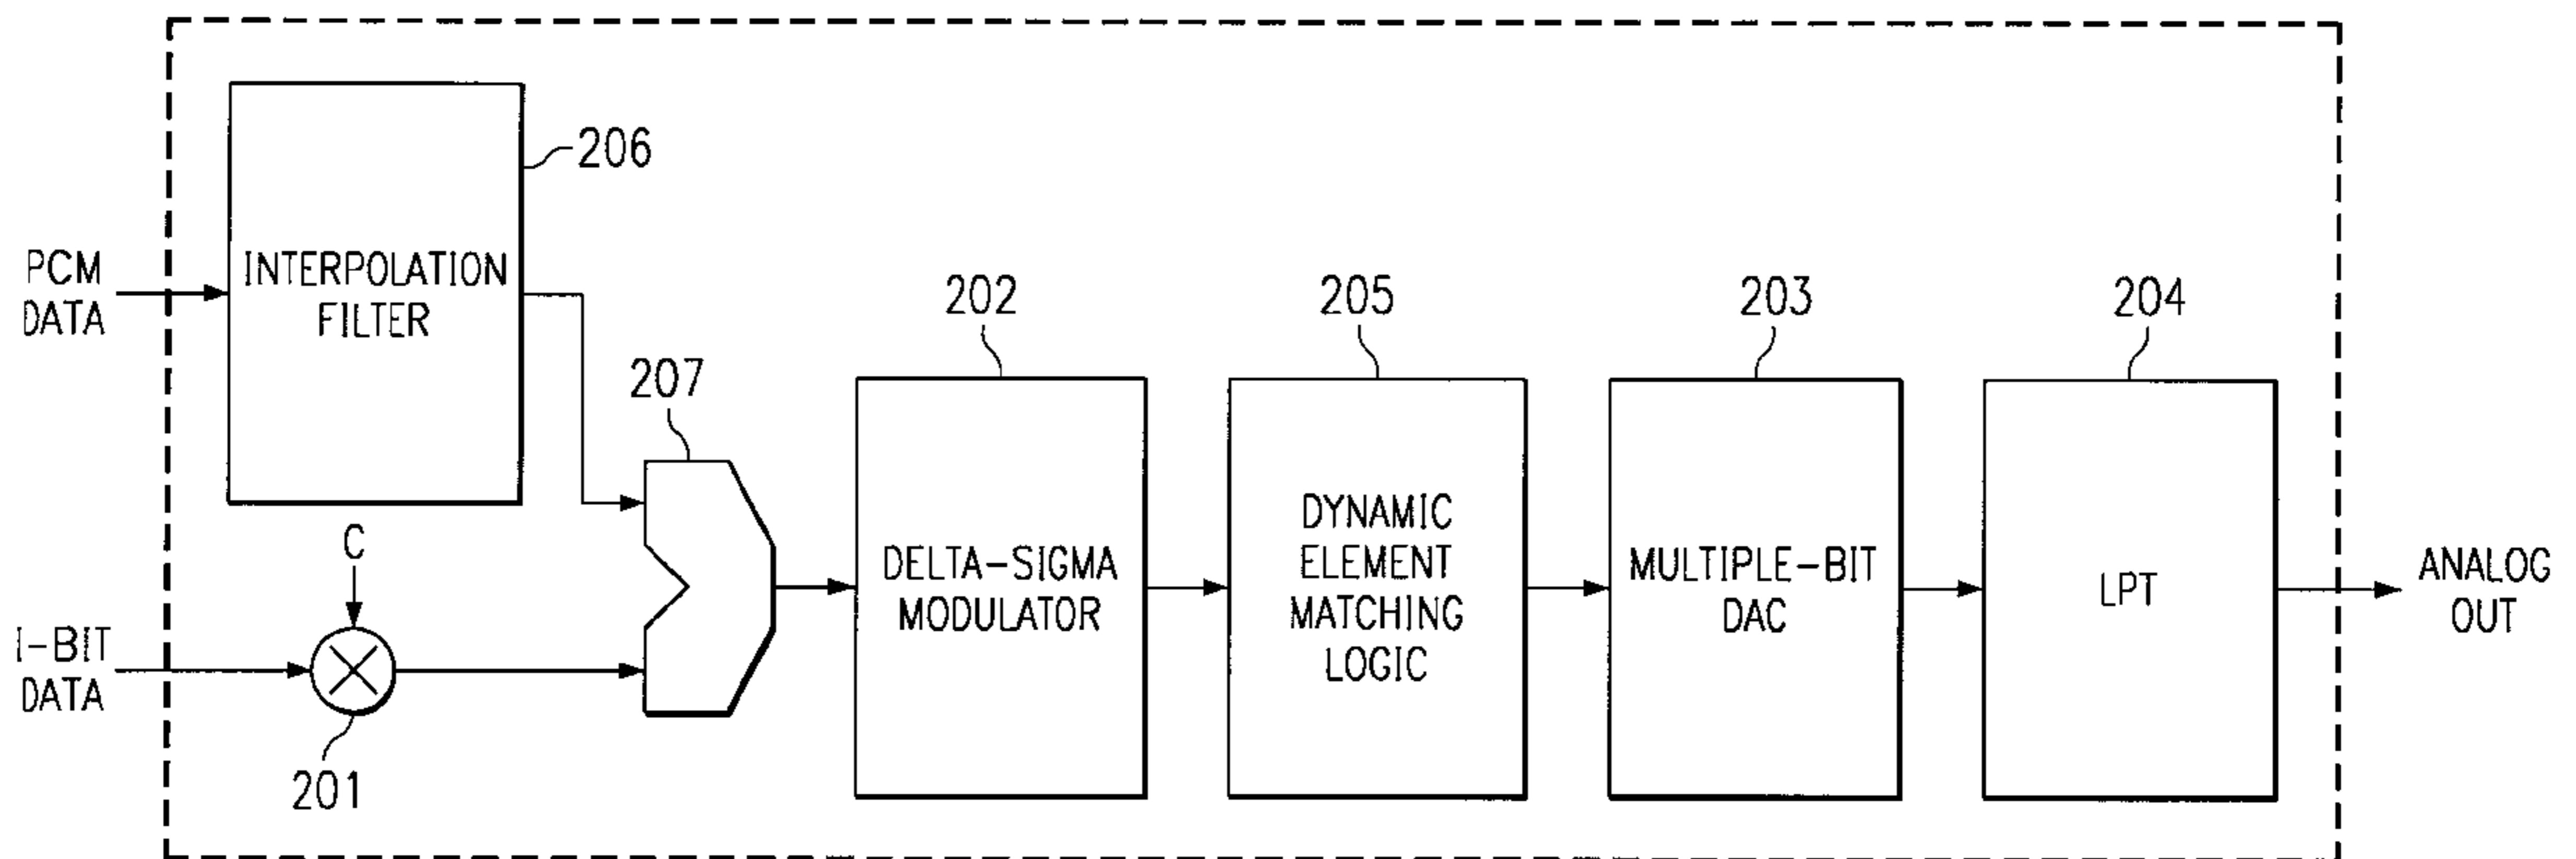 206
PCM
DATA
INTERPOLATION
FILTER
202
205
203
204
207
C
DELTA-SIGMA
MODULATOR
DYNAMIC
ELEMENT
MATCHING
LOGIC
MULTIPLE-BIT
DAC
LPT
ANALOG
OUT
I-BIT
DATA
201